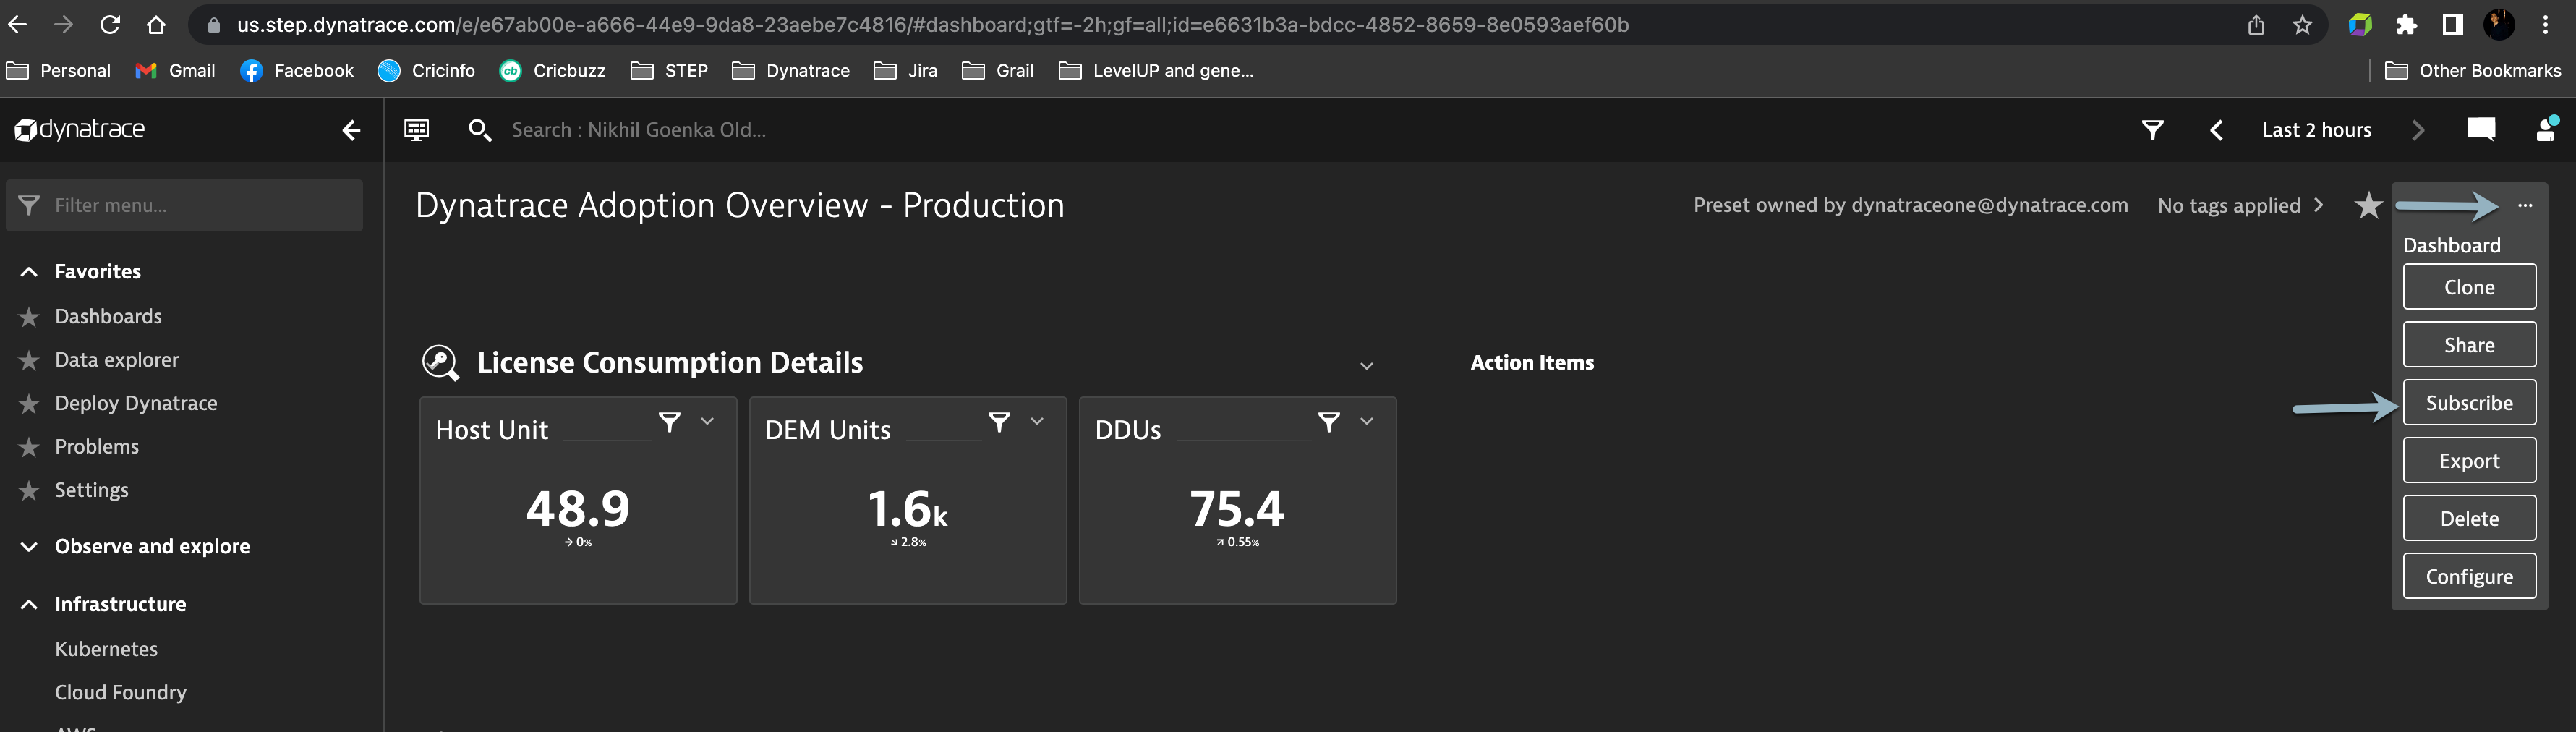 us.step.dynatrace.com/e/e67ab00e-a666-44e9-9da8-23aebe7c4816/#dashboard;gtf=-2h;gf=all;id=e6631b3a-bdcc-4852-8659-8e0593aef60b
Personal Gmail Facebook Cricinfo cb Cricbuzz STEP Dynatrace Jira Grail LevelUP and gene... Other Bookmarks
dynatrace
Search : Nikhil Goenka Old...
Last 2 hours
Filter menu...
Favorites
Dashboards
Data explorer
Deploy Dynatrace
Problems
Settings
Observe and explore
Infrastructure
Kubernetes
Cloud Foundry
AWS
Dynatrace Adoption Overview - Production
Preset owned by dynatraceone@dynatrace.com No tags applied > ...
Dashboard
Clone
Share
Subscribe
Export
Delete
Configure
License Consumption Details
Action Items
Host Unit
48.9
→ 0%
DEM Units
1.6k
↘ 2.8%
DDUs
75.4
↗ 0.55%